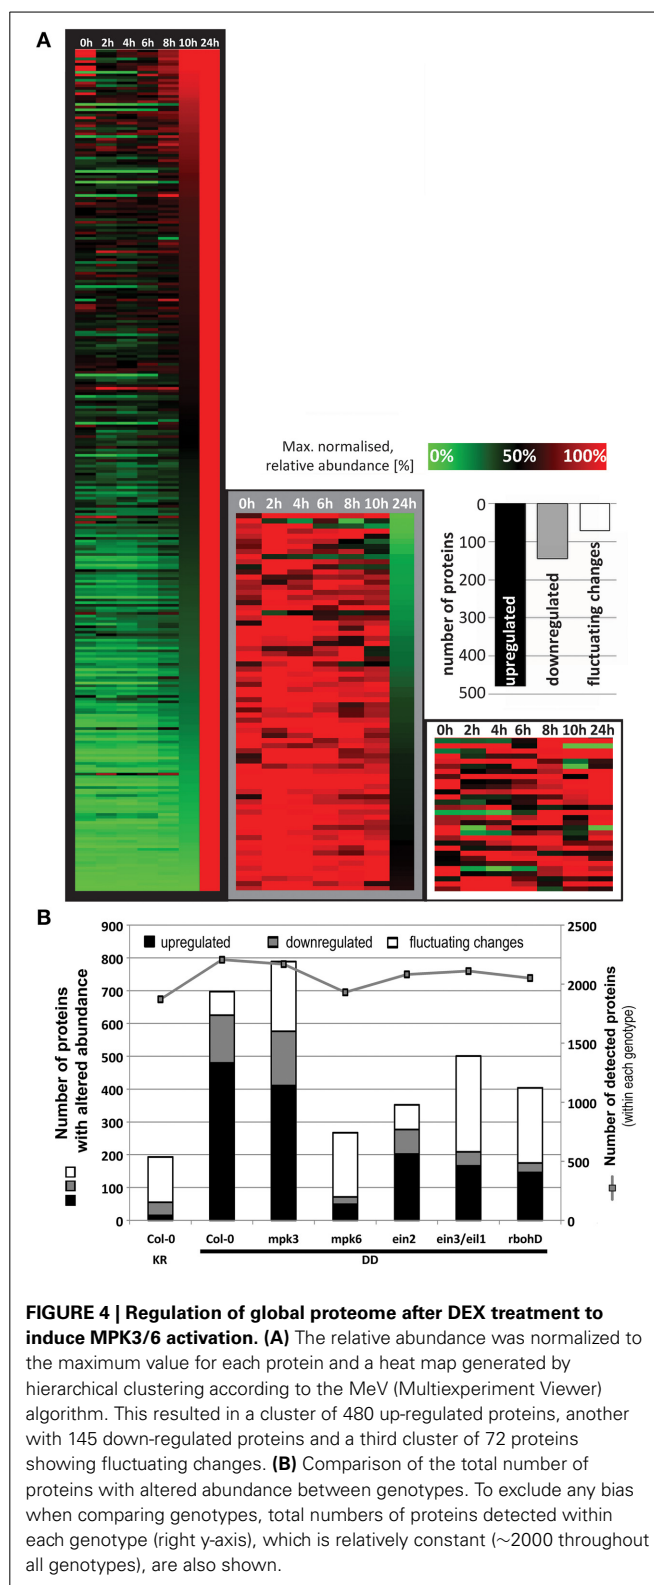 A
0h 2h 4h 6h 8h 10h 24h
Max. normalised,
relative abundance [%]
0% 50% 100%
0h 2h 4h 6h 8h 10h 24h
number of proteins
0
100
200
300
400
500
upregulated
downregulated
fluctuating changes
0h 2h 4h 6h 8h 10h 24h
B
Number of proteins
with altered abundance
900
800
700
600
500
400
300
200
100
0
upregulated downregulated fluctuating changes
2500
2000
1500
1000
500
0
Number of detected proteins
(within each genotype)
Col-0 Col-0 mpk3 mpk6 ein2 ein3/eil1 rbohD
KR DD
FIGURE 4 | Regulation of global proteome after DEX treatment to
induce MPK3/6 activation. (A) The relative abundance was normalized to
the maximum value for each protein and a heat map generated by
hierarchical clustering according to the MeV (Multiexperiment Viewer)
algorithm. This resulted in a cluster of 480 up-regulated proteins, another
with 145 down-regulated proteins and a third cluster of 72 proteins
showing fluctuating changes. (B) Comparison of the total number of
proteins with altered abundance between genotypes. To exclude any bias
when comparing genotypes, total numbers of proteins detected within
each genotype (right y-axis), which is relatively constant (∼2000 throughout
all genotypes), are also shown.